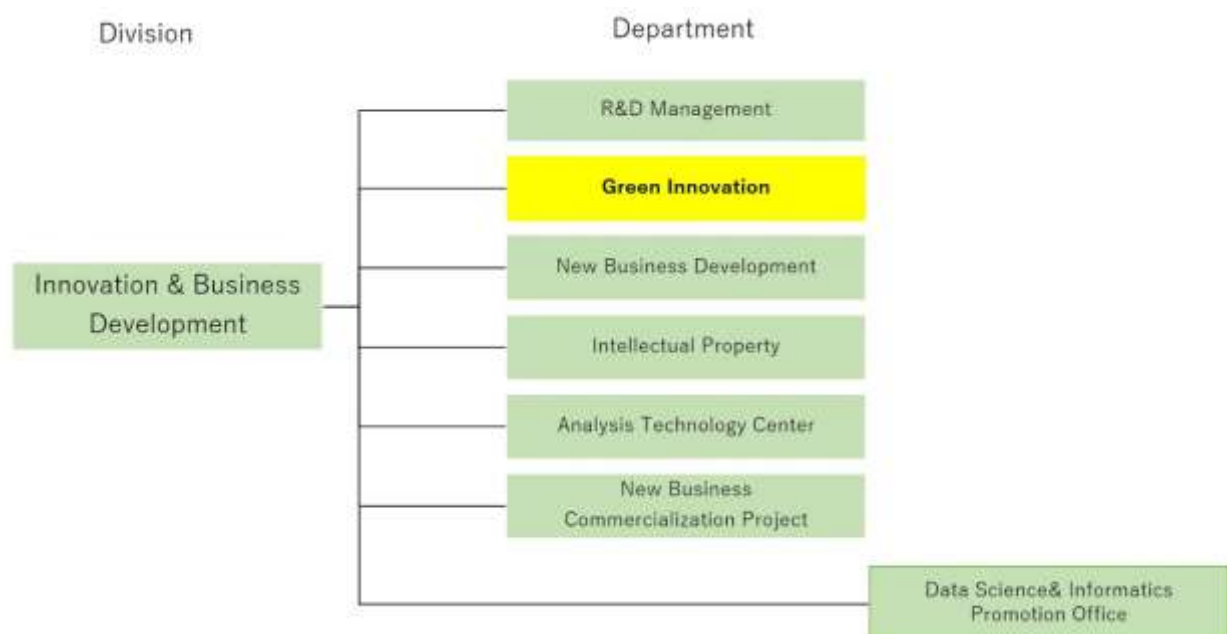 Division
Department
R&D Management
Green Innovation
New Business Development
Innovation & Business
Development
Intellectual Property
Analysis Technology Center
New Business
Commercialization Project
Data Science& Informatics
Promotion Office